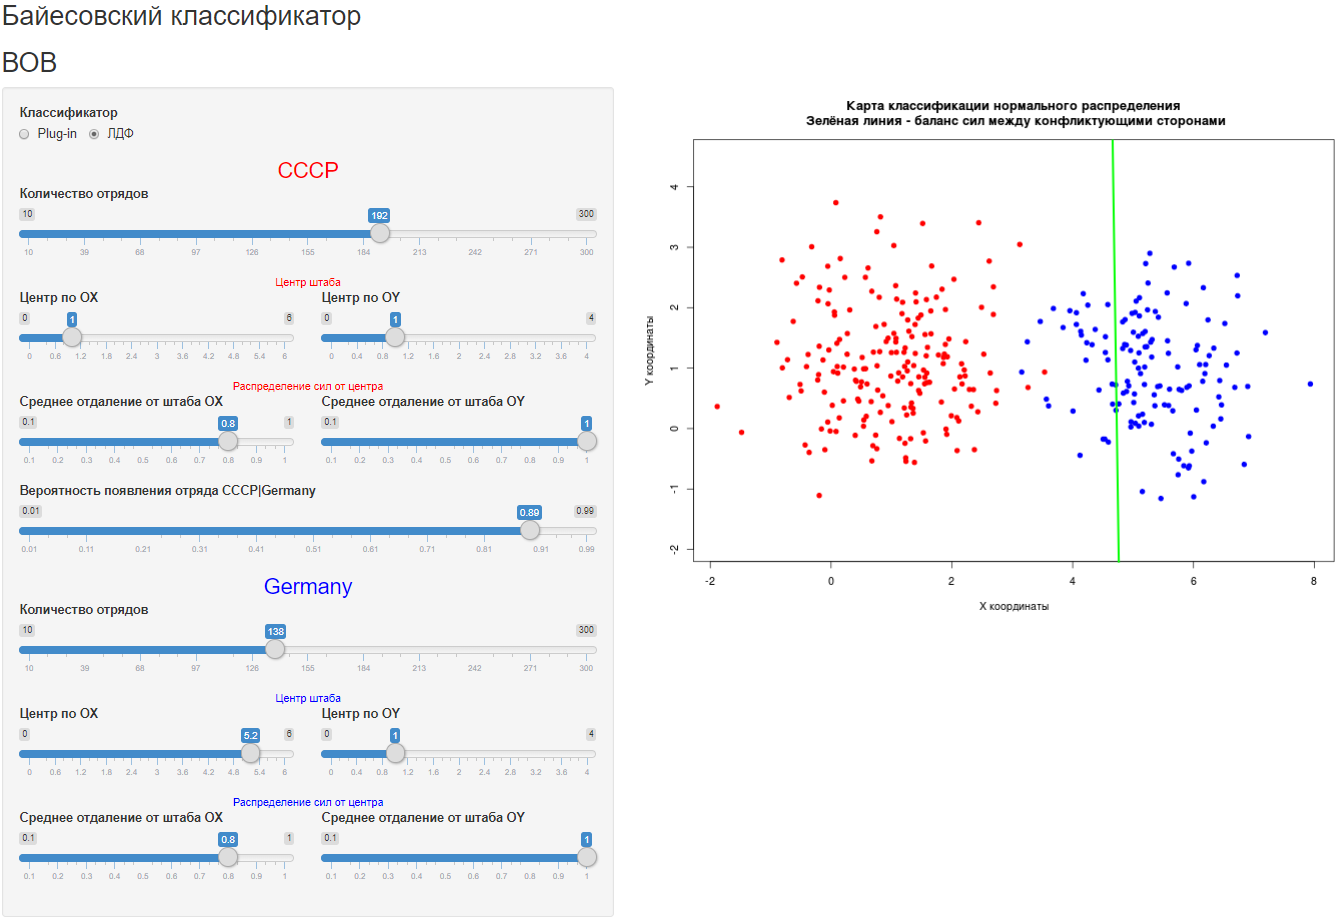 Байесовский классификатор
ВОВ
Классификатор
Plug-in ЛДФ
СССР
Количество отрядов
10 192 300
10 39 68 97 126 155 184 213 242 271 300
Центр штаба
Центр по OX Центр по OY
0 1 6 0 1 4
0 0.6 1.2 1.8 2.4 3 3.6 4.2 4.8 5.4 6 0 0.4 0.8 1.2 1.6 2 2.4 2.8 3.2 3.6 4
Распределение сил от центра
Среднее отдаление от штаба OX Среднее отдаление от штаба OY
0.1 0.8 1 0.1 1
0.1 0.2 0.3 0.4 0.5 0.6 0.7 0.8 0.9 1 0.1 0.2 0.3 0.4 0.5 0.6 0.7 0.8 0.9 1
Вероятность появления отряда СССР|Germany
0.01 0.89 0.99
0.01 0.11 0.21 0.31 0.41 0.51 0.61 0.71 0.81 0.91 0.99
Germany
Количество отрядов
10 138 300
10 39 68 97 126 155 184 213 242 271 300
Центр штаба
Центр по OX Центр по OY
0 5.2 6 0 1 4
0 0.6 1.2 1.8 2.4 3 3.6 4.2 4.8 5.4 6 0 0.4 0.8 1.2 1.6 2 2.4 2.8 3.2 3.6 4
Распределение сил от центра
Среднее отдаление от штаба OX Среднее отдаление от штаба OY
0.1 0.8 1 0.1 1
0.1 0.2 0.3 0.4 0.5 0.6 0.7 0.8 0.9 1 0.1 0.2 0.3 0.4 0.5 0.6 0.7 0.8 0.9 1
Карта классификации нормального распределения
Зелёная линия - баланс сил между конфликтующими сторонами
Y координаты
4
3
2
1
0
-1
-2
-2 0 2 4 6 8
X координаты